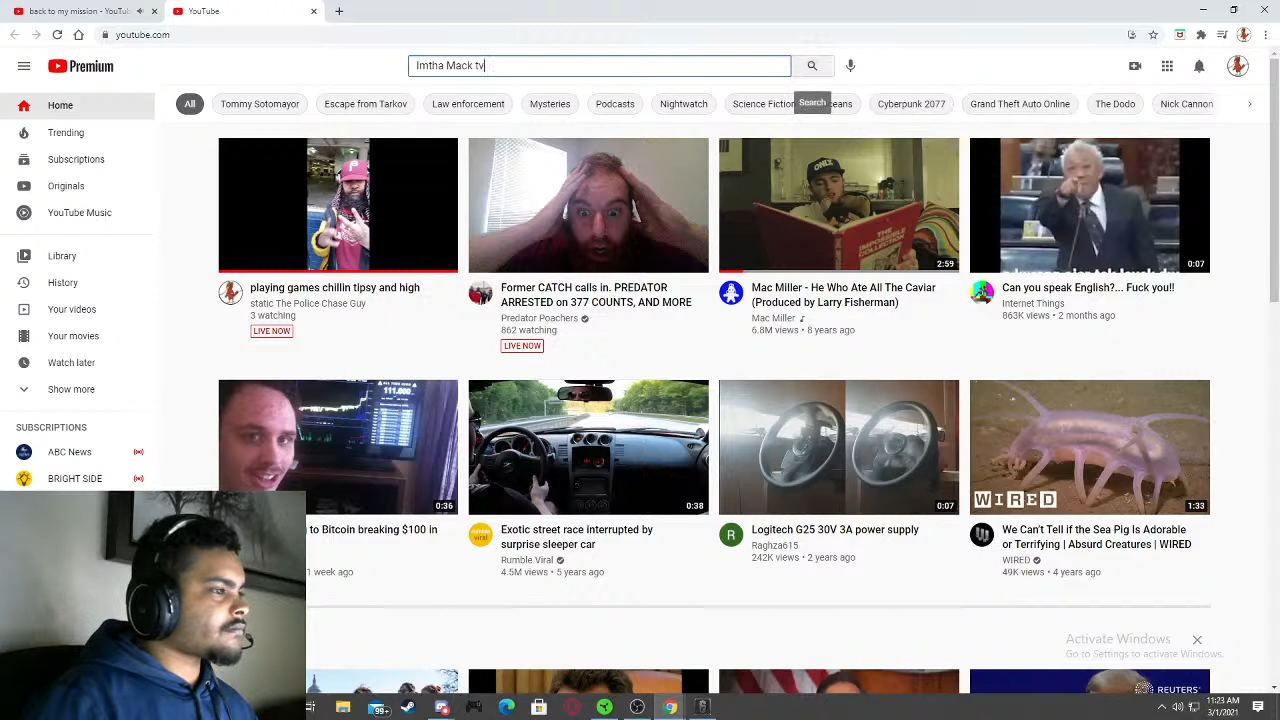 back to my mission - YouTub
YouTube
youtube.com
Premium
Imtha Mack tv
Search
All
Tommy Sotomayor
Escape from Tarkov
Law enforcement
Mysteries
Podcasts
Nightwatch
Science Fiction
eans
Cyberpunk 2077
Grand Theft Auto Online
The Dodo
Nick Cannon
Home
Trending
Subscriptions
Originals
YouTube Music
Library
History
Your videos
Your movies
Watch later
Show more
SUBSCRIPTIONS
ABC News
BRIGHT SIDE
playing games chillin tipsy and high
static The Police Chase Guy
3 watching
LIVE NOW
Former CATCH calls in. PREDATOR
ARRESTED on 377 COUNTS, AND MORE
Predator Poachers
862 watching
LIVE NOW
ONLY
THE
IMPOSSIBLE
COLLECTION
2:59
Mac Miller - He Who Ate All The Caviar
(Produced by Larry Fisherman)
Mac Miller
6.8M views • 8 years ago
0:07
Can you speak English?... Fuck you!!
Internet Things
863K views • 2 months ago
111.000
0:36
to Bitcoin breaking $100 in
1 week ago
0:38
Exotic street race interrupted by
surprise sleeper car
Rumble Viral
4.5M views • 5 years ago
0:07
R
Logitech G25 30V 3A power supply
Raghza615
242K views • 2 years ago
WIRED
1:33
We Can't Tell if the Sea Pig Is Adorable
or Terrifying | Absurd Creatures | WIRED
WIRED
49K views • 4 years ago
Activate Windows
Go to Settings to activate Windows.
REUTERS
99+
11:23 AM
3/1/2021